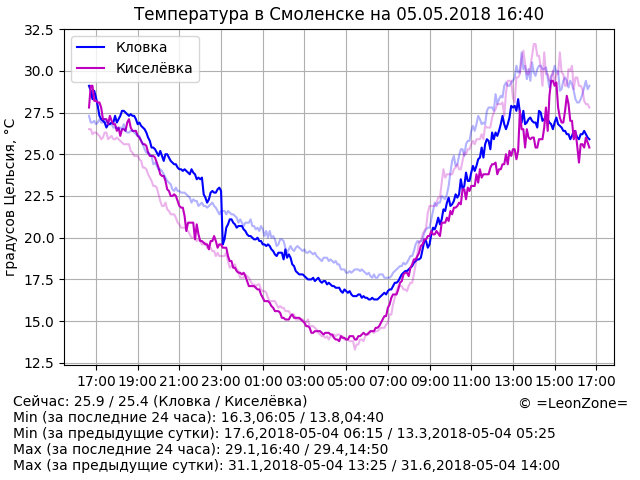 Температура в Смоленске на 05.05.2018 16:40
Кловка
Киселёвка
градусов Цельсия, °C
32.5
30.0
27.5
25.0
22.5
20.0
17.5
15.0
12.5
17:00 19:00 21:00 23:00 01:00 03:00 05:00 07:00 09:00 11:00 13:00 15:00 17:00
Сейчас: 25.9 / 25.4 (Кловка / Киселёвка)
© =LeonZone=
Min (за последние 24 часа): 16.3,06:05 / 13.8,04:40
Min (за предыдущие сутки): 17.6,2018-05-04 06:15 / 13.3,2018-05-04 05:25
Max (за последние 24 часа): 29.1,16:40 / 29.4,14:50
Max (за предыдущие сутки): 31.1,2018-05-04 13:25 / 31.6,2018-05-04 14:00